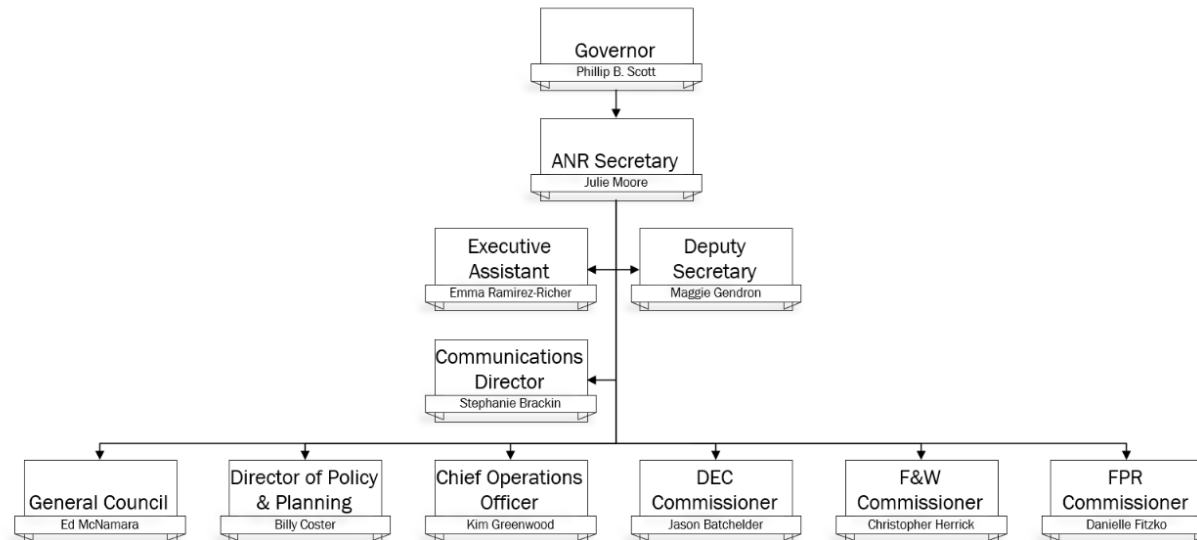 Governor
Phillip B. Scott
ANR Secretary
Julie Moore
Executive
Assistant
Emma Ramirez-Richer
Deputy
Secretary
Maggie Gendron
Communications
Director
Stephanie Brackin
General Council
Ed McNamara
Director of Policy
& Planning
Billy Coster
Chief Operations
Officer
Kim Greenwood
DEC
Commissioner
Jason Batchelder
F&W
Commissioner
Christopher Herrick
FPR
Commissioner
Danielle Fitzko